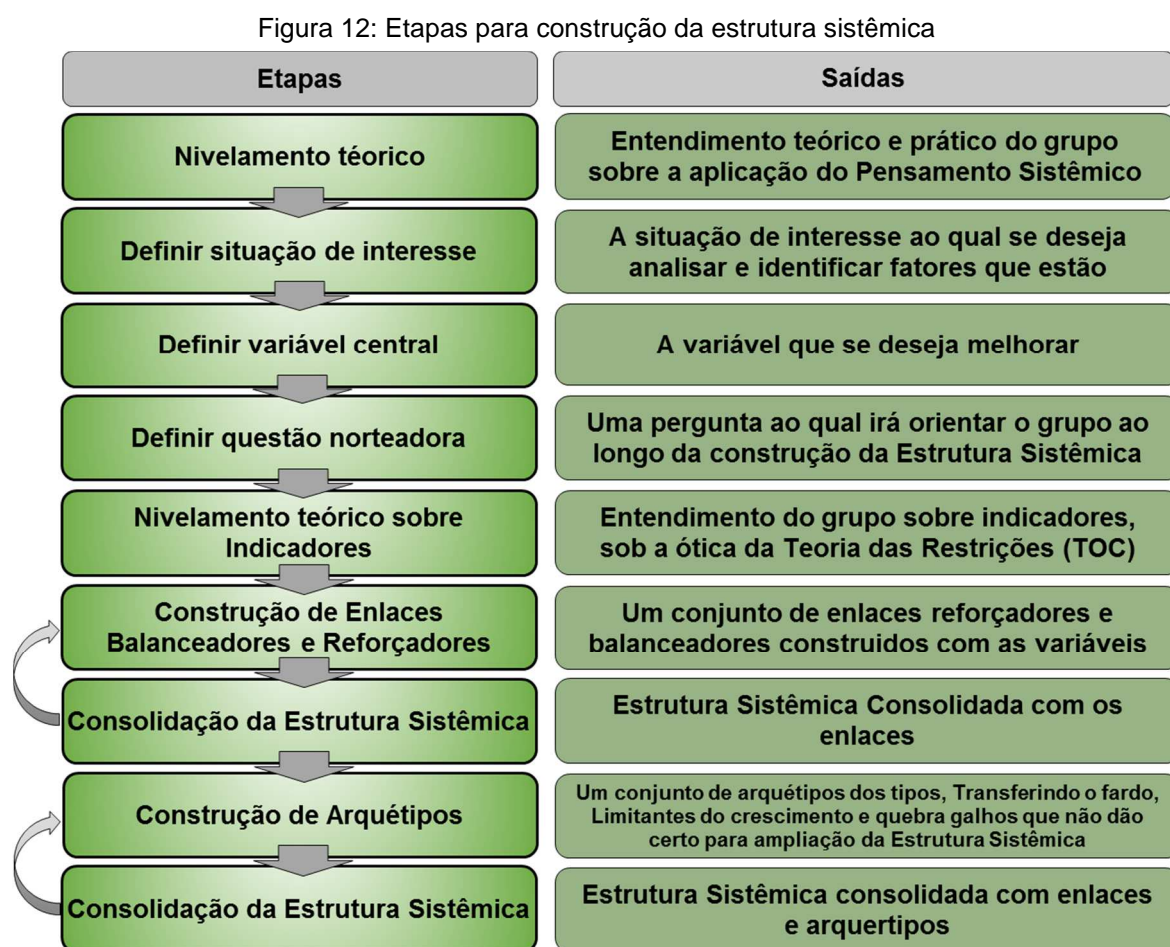 Figura 12: Etapas para construção da estrutura sistêmica
Etapas
Saídas
Nivelamento téorico
Entendimento teórico e prático do grupo
sobre a aplicação do Pensamento Sistêmico
Definir situação de interesse
A situação de interesse ao qual se deseja
analisar e identificar fatores que estão
Definir variável central
A variável que se deseja melhorar
Definir questão norteadora
Uma pergunta ao qual irá orientar o grupo ao
longo da construção da Estrutura Sistêmica
Nivelamento teórico sobre
Indicadores
Entendimento do grupo sobre indicadores,
sob a ótica da Teoria das Restrições (TOC)
Construção de Enlaces
Balanceadores e Reforçadores
Um conjunto de enlaces reforçadores e
balanceadores construidos com as variáveis
Consolidação da Estrutura Sistêmica
Estrutura Sistêmica Consolidada com os
enlaces
Construção de Arquétipos
Um conjunto de arquétipos dos tipos, Transferindo o fardo,
Limitantes do crescimento e quebra galhos que não dão
certo para ampliação da Estrutura Sistêmica
Consolidação da Estrutura Sistêmica
Estrutura Sistêmica consolidada com enlaces
e arquertipos